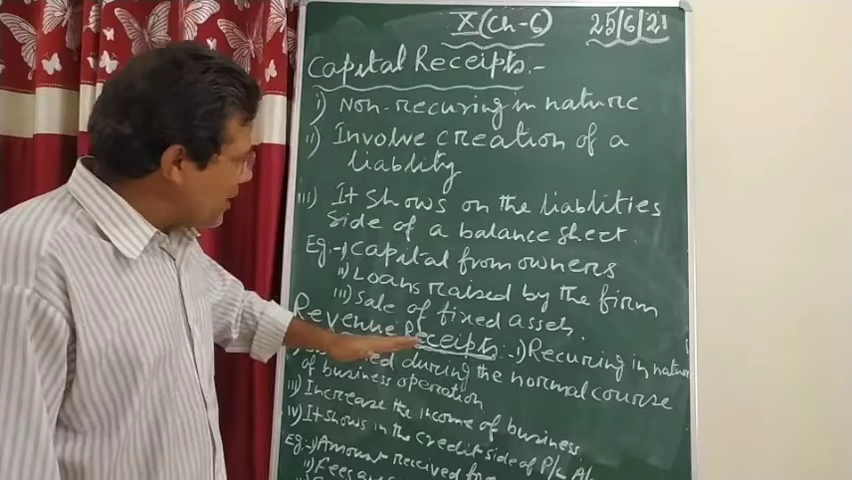 X(Ch-6) 25/6/21
Capital Receipts:-
i) Non-recurring in nature
ii) Involve creation of a
liability
iii) It shows on the liablities
side of a balance sheet.
Eg:-i) Capital from owners
ii) Loans raised by the firm
iii) Sale of fixed assets.
Revenue Receipts:-i) Recurring in nature
during the normal course
of business operation
iii) Increase the income of business
iv) It shows in the credit side of P/L A/c
Eg:-i) Amount received from
ii) Fees